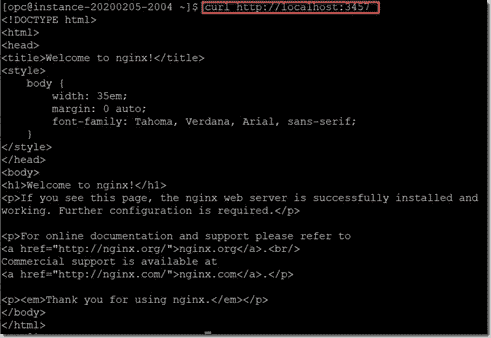 [opc@instance-20200205-2004 ~]$ curl http://localhost:3457
<!DOCTYPE html>
<html>
<head>
<title>Welcome to nginx!</title>
<style>
    body {
        width: 35em;
        margin: 0 auto;
        font-family: Tahoma, Verdana, Arial, sans-serif;
    }
</style>
</head>
<body>
<h1>Welcome to nginx!</h1>
<p>If you see this page, the nginx web server is successfully installed and
working. Further configuration is required.</p>

<p>For online documentation and support please refer to
<a href="http://nginx.org/">nginx.org</a>.<br/>
Commercial support is available at
<a href="http://nginx.com/">nginx.com</a>.</p>

<p><em>Thank you for using nginx.</em></p>
</body>
</html>